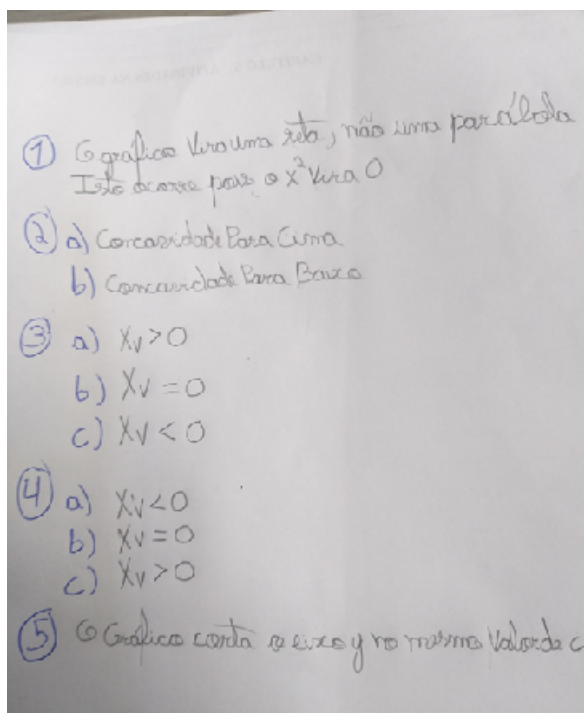 ① O gráfico Vira uma reta, não uma parábola
Isto ocorre pois o x² Vira 0
② a) Concavidade Para Cima
b) Concavidade Para Baixo
③ a) Xv>0
b) Xv=0
c) Xv<0
④ a) Xv<0
b) Xv=0
c) Xv>0
⑤ O Gráfico corta o eixo y no mesmo Valor de c